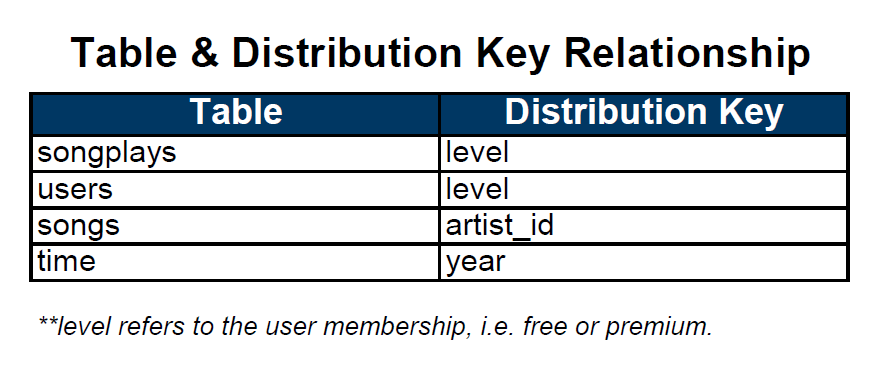 Table & Distribution Key Relationship
Table Distribution Key
songplays level
users level
songs artist_id
time year
**level refers to the user membership, i.e. free or premium.